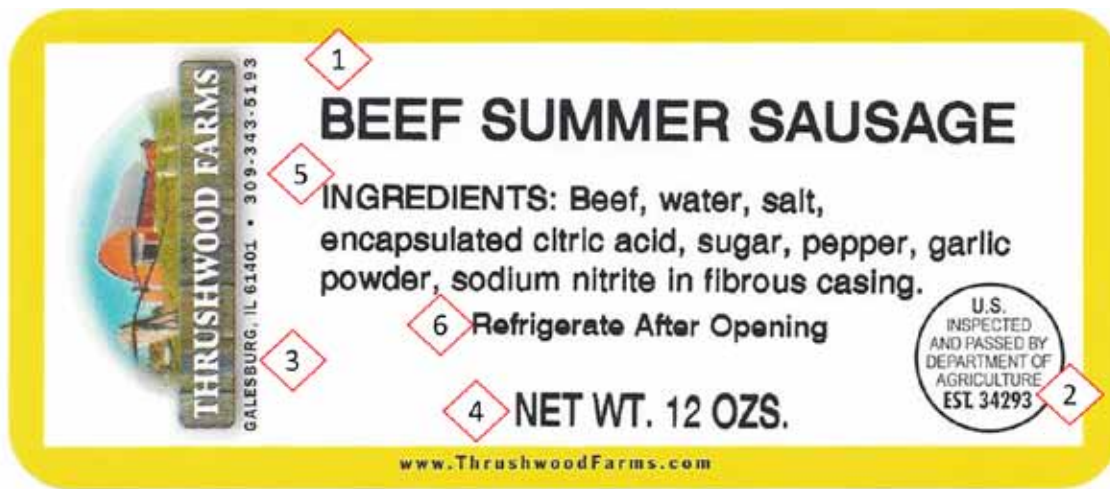 1
BEEF SUMMER SAUSAGE
5
INGREDIENTS: Beef, water, salt,
encapsulated citric acid, sugar, pepper, garlic
powder, sodium nitrite in fibrous casing.
6
Refrigerate After Opening
4
NET WT. 12 OZS.
THRUSHWOOD FARMS
GALESBURG, IL 61401 • 309-343-5193
3
U.S.
INSPECTED
AND PASSED BY
DEPARTMENT OF
AGRICULTURE
EST. 34293
2
www.ThrushwoodFarms.com